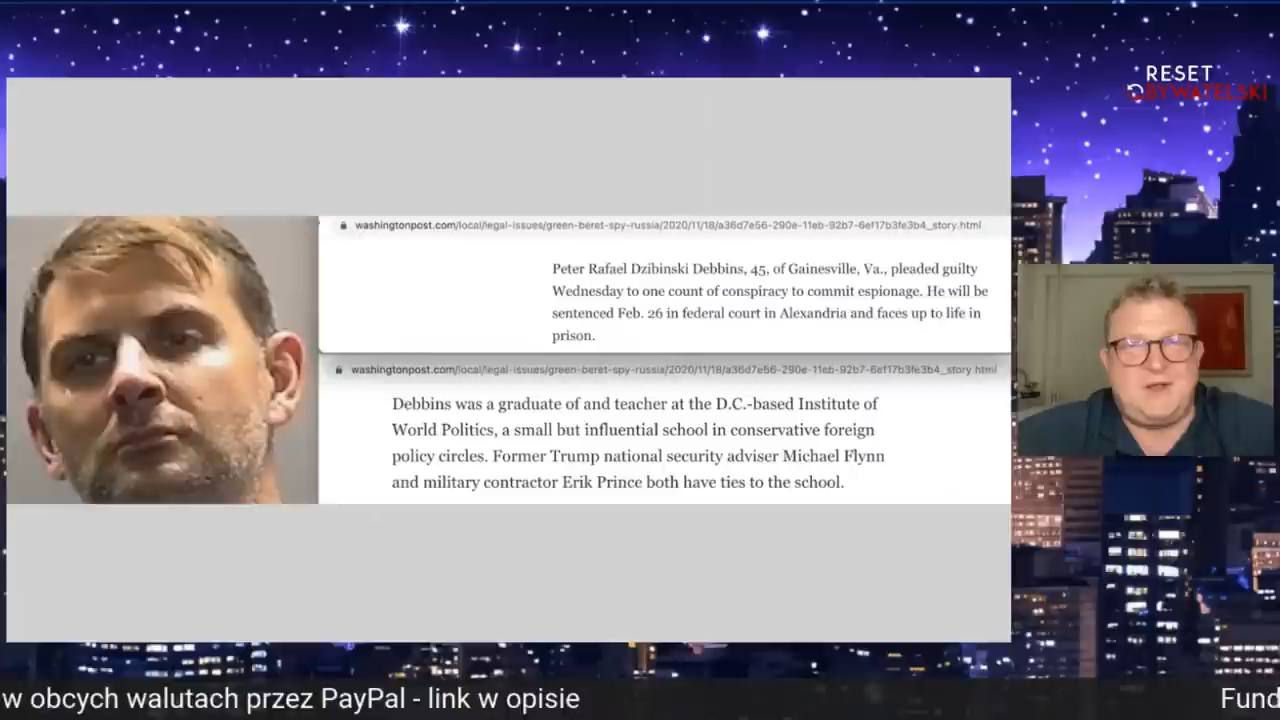 RESET
OBYWATELSKI
washingtonpost.com/local/legal-issues/green-beret-spy-russia/2020/11/18/a36d7e56-290e-11eb-92b7-6ef17b3fe3b4_story.html
Peter Rafael Dzibinski Debbins, 45, of Gainesville, Va., pleaded guilty
Wednesday to one count of conspiracy to commit espionage. He will be
sentenced Feb. 26 in federal court in Alexandria and faces up to life in
prison.
washingtonpost.com/local/legal-issues/green-beret-spy-russia/2020/11/18/a36d7e56-290e-11eb-92b7-6ef17b3fe3b4_story.html
Debbins was a graduate of and teacher at the D.C.-based Institute of
World Politics, a small but influential school in conservative foreign
policy circles. Former Trump national security adviser Michael Flynn
and military contractor Erik Prince both have ties to the school.
w obcych walutach przez PayPal - link w opisie
Fund